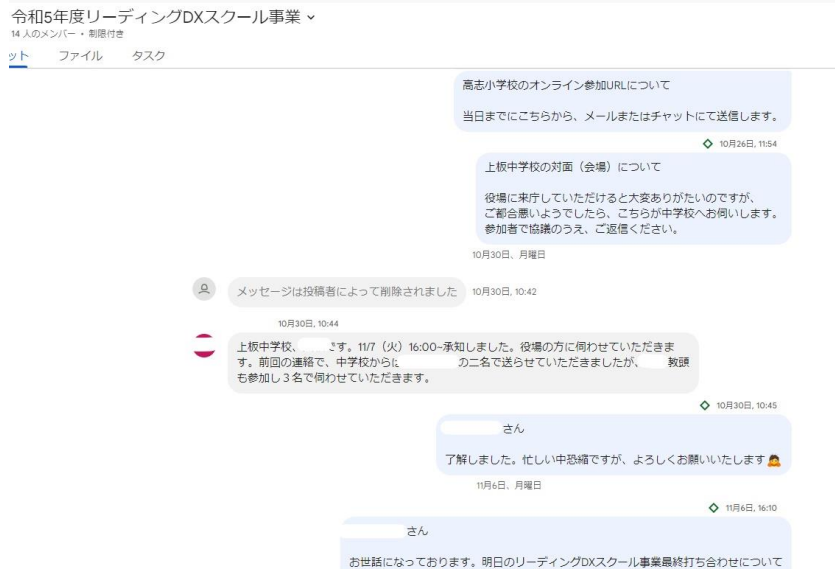 令和5年度リーディングDXスクール事業
14 人のメンバー・制限付き
ット ファイル タスク
高志小学校のオンライン参加URLについて
当日までにこちらから、メールまたはチャットにて送信します。
10月26日, 11:54
上板中学校の対面（会場）について
役場に来庁していただけると大変ありがたいのですが、
ご都合悪いようでしたら、こちらが中学校へお伺いします。
参加者で協議のうえ、ご返信ください。
10月30日、月曜日
メッセージは投稿者によって削除されました 10月30日, 10:42
10月30日, 10:44
上板中学校、 です。11/7（火）16:00~承知しました。役場の方に伺わせていただきま
す。前回の連絡で、中学校からは の二名で送らせていただきましたが、 教頭
も参加し３名で伺わせていただきます。
10月30日, 10:45
さん
了解しました。忙しい中恐縮ですが、よろしくお願いいたします🙇
11月6日、月曜日
11月6日, 16:10
さん
お世話になっております。明日のリーディングDXスクール事業最終打ち合わせについて